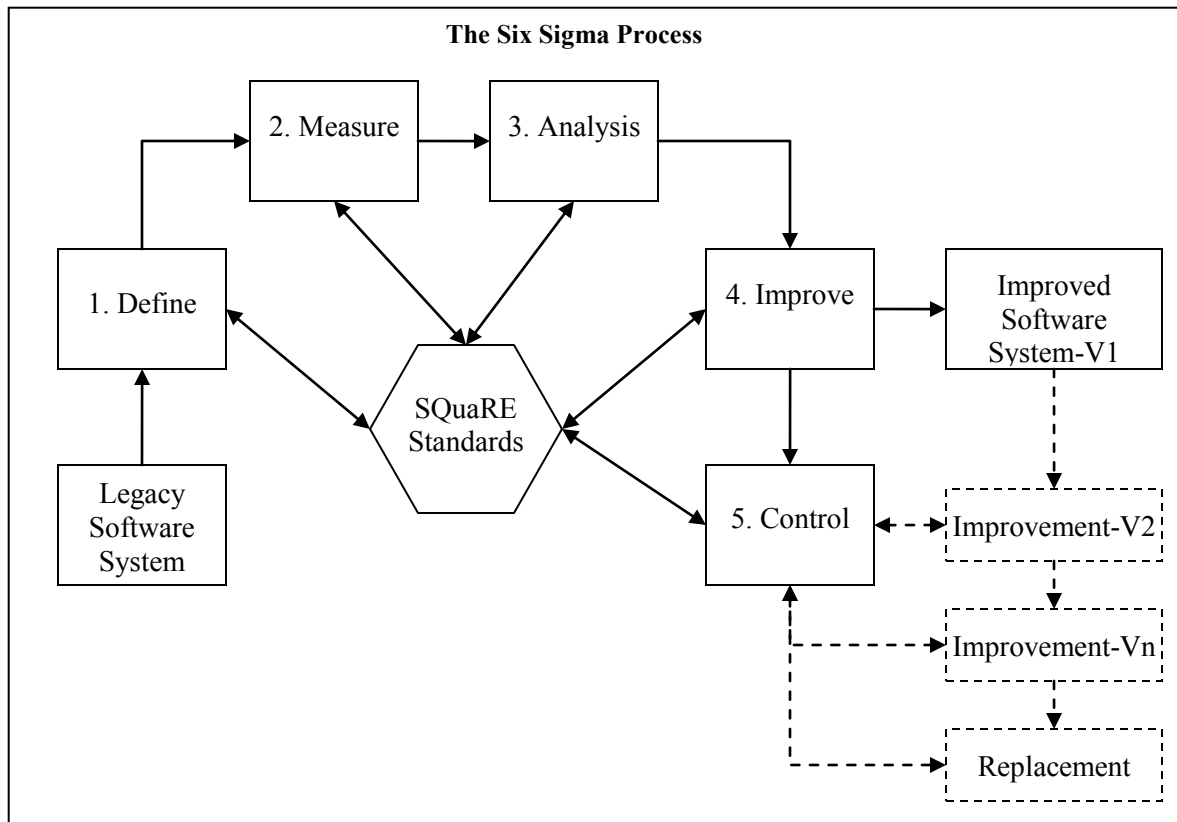 The Six Sigma Process
2. Measure
3. Analysis
1. Define
4. Improve
Improved
Software
System-V1
SQuaRE
Standards
Legacy
Software
System
5. Control
Improvement-V2
Improvement-Vn
Replacement